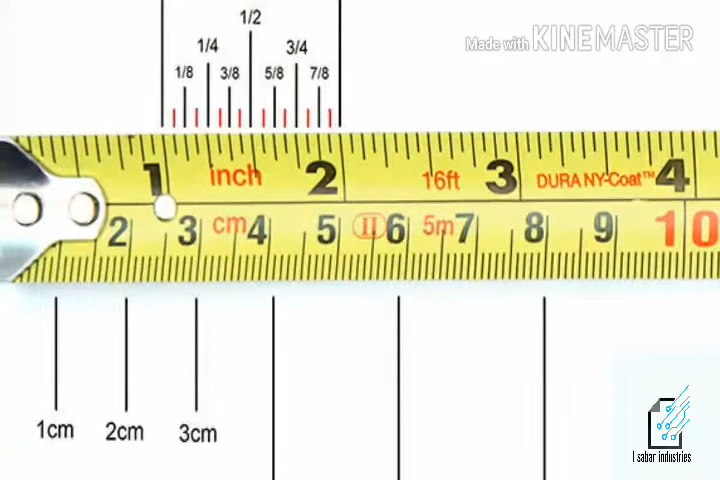 1/2
1/4 3/4
1/8 3/8 5/8 7/8
Made with KINEMASTER
1 inch 2 16ft 3 DURA NY-Coat™ 4
2 3 cm 4 5 II 6 5m 7 8 9 10
1cm 2cm 3cm
I sabar industries